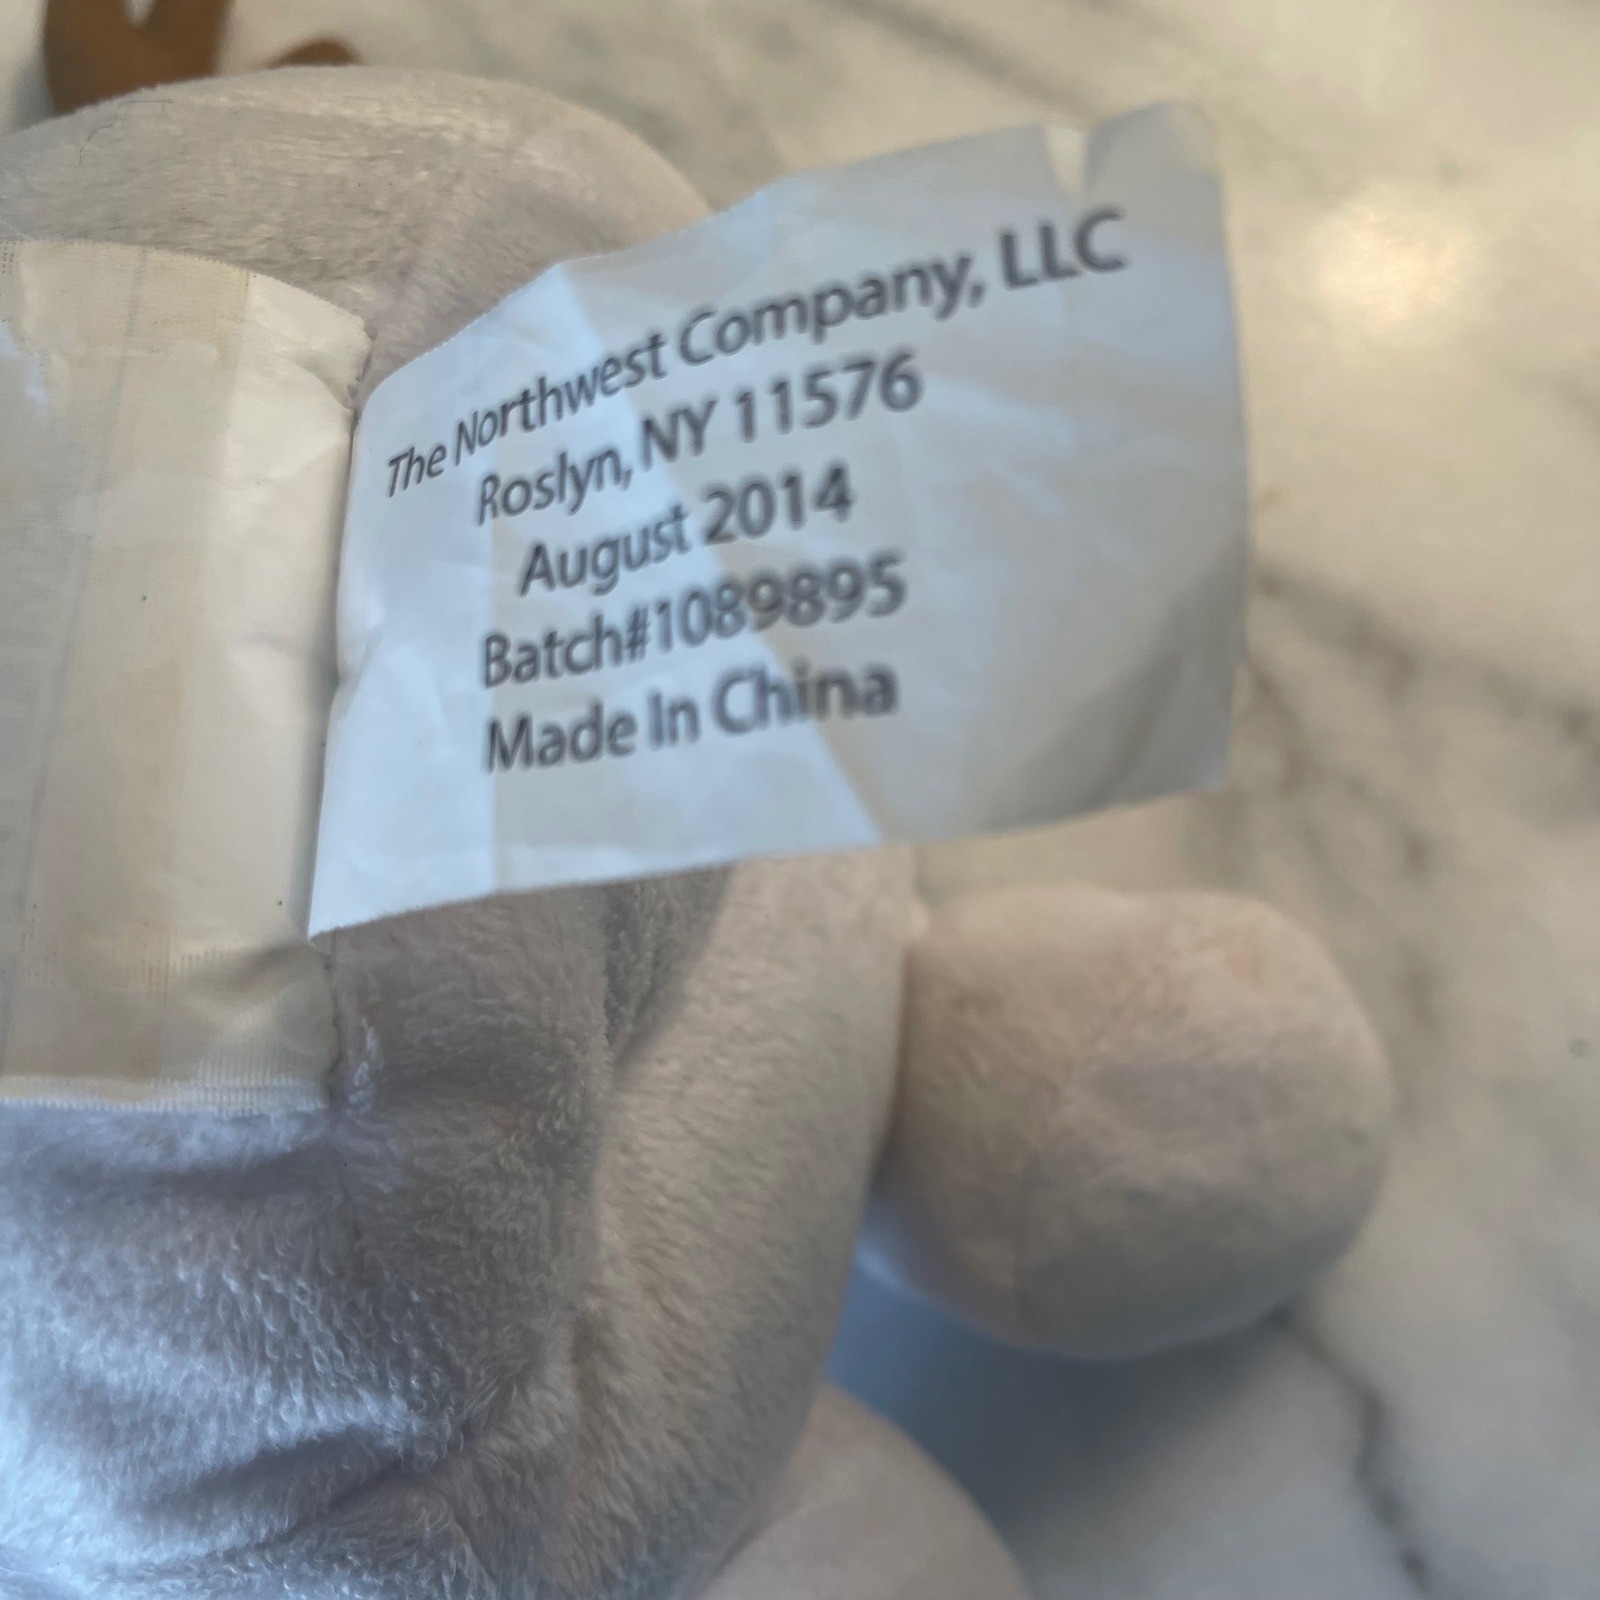 The Northwest Company, LLC
Roslyn, NY 11576
August 2014
Batch#1089895
Made In China